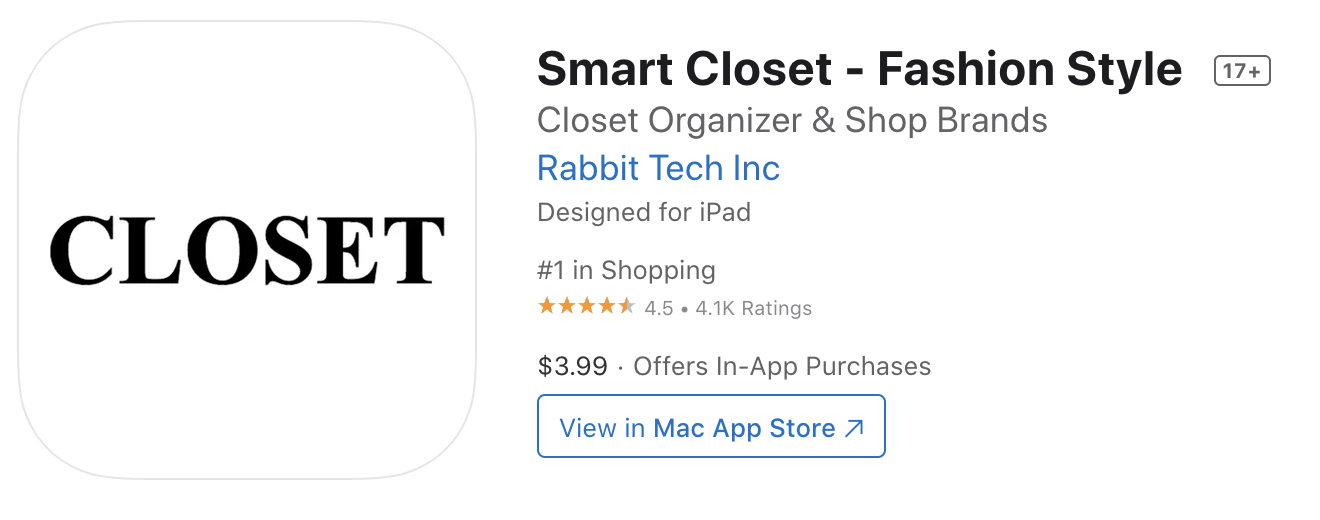 CLOSET
Smart Closet - Fashion Style 17+
Closet Organizer & Shop Brands
Rabbit Tech Inc
Designed for iPad
#1 in Shopping
4.5 • 4.1K Ratings
$3.99 · Offers In-App Purchases
View in Mac App Store ↗